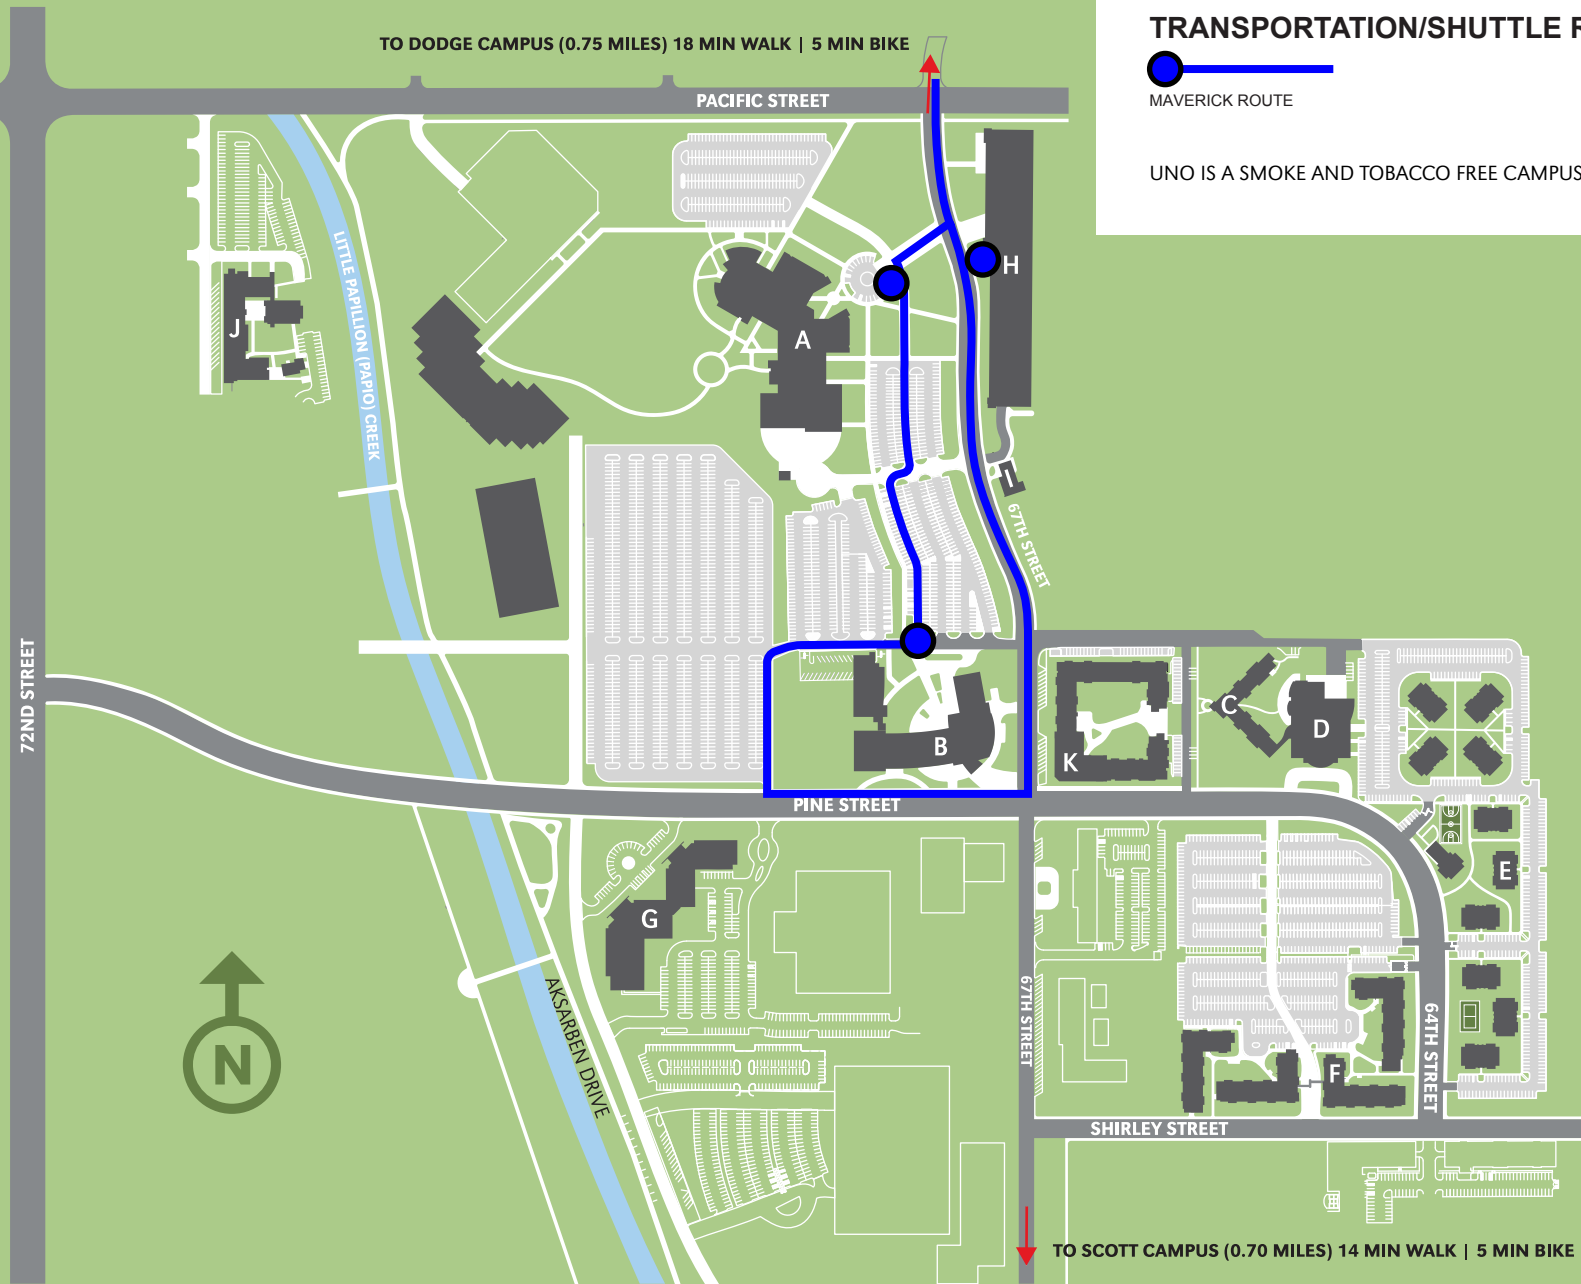 TO DODGE CAMPUS (0.75 MILES) 18 MIN WALK | 5 MIN BIKE
TRANSPORTATION/SHUTTLE R
MAVERICK ROUTE
UNO IS A SMOKE AND TOBACCO FREE CAMPUS
PACIFIC STREET
LITTLE PAPILLION (PAPIO) CREEK
H
J
A
I
67TH STREET
72ND STREET
C
D
B
K
PINE STREET
E
G
AKSARBEN DRIVE
67TH STREET
64TH STREET
N
F
SHIRLEY STREET
TO SCOTT CAMPUS (0.70 MILES) 14 MIN WALK | 5 MIN BIKE